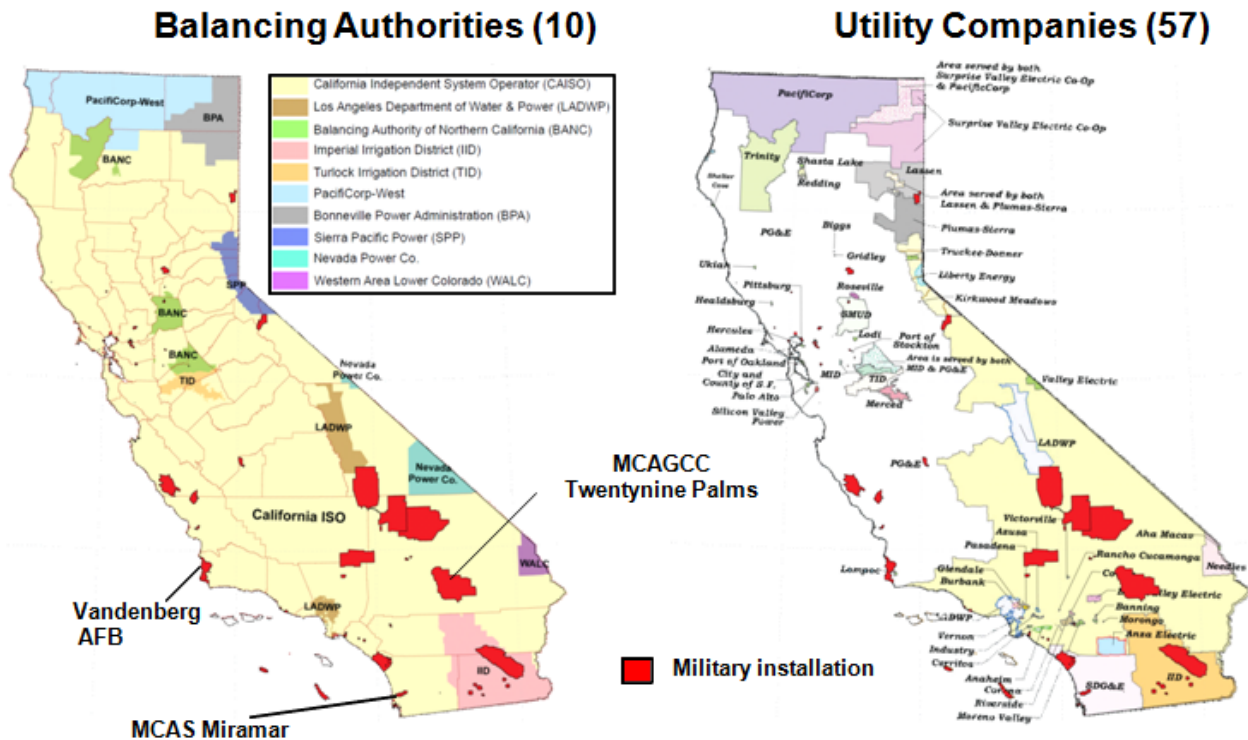 Balancing Authorities (10)
Utility Companies (57)
California Independent System Operator (CAISO)
Los Angeles Department of Water & Power (LADWP)
Balancing Authority of Northern California (BANC)
Imperial Irrigation District (IID)
Turlock Irrigation District (TID)
PacifiCorp-West
Bonneville Power Administration (BPA)
Sierra Pacific Power (SPP)
Nevada Power Co.
Western Area Lower Colorado (WALC)
PacifiCorp-West
BPA
BANC
SPP
BANC
BANC
TID
Nevada
Power Co.
LADWP
Nevada
Power Co.
California ISO
WALC
LADWP
IID
MCAGCC
Twentynine Palms
Vandenberg
AFB
MCAS Miramar
Military installation
Area served by both
Surprise Valley Electric Co-Op
& PacificCorp
PacifiCorp
Surprise Valley Electric Co-Op
Trinity
Shasta Lake
Redding
Lassen
Shelter
Cove
Area served by both
Lassen & Plumas-Sierra
Plumas-Sierra
PG&E
Biggs
Gridley
Truckee-Donner
Liberty Energy
Kirkwood Meadows
Ukiah
Pittsburg
Roseville
Healdsburg
SMUD
Hercules
Lodi
Port of
Stockton
Alameda
Port of Oakland
City and
County of S.F.
Palo Alto
Silicon Valley
Power
MID
Area is served by both
MID & PG&E
TID
Merced
Valley Electric
LADWP
PG&E
Victorville
Azusa
Pasadena
Aha Macav
Rancho Cucamonga
Needles
Lompoc
Glendale
Burbank
Co
Valley Electric
Banning
Morongo
Anza Electric
LADWP
Vernon
Industry
Cerritos
Anaheim
Corona
Riverside
Moreno Valley
SDG&E
IID